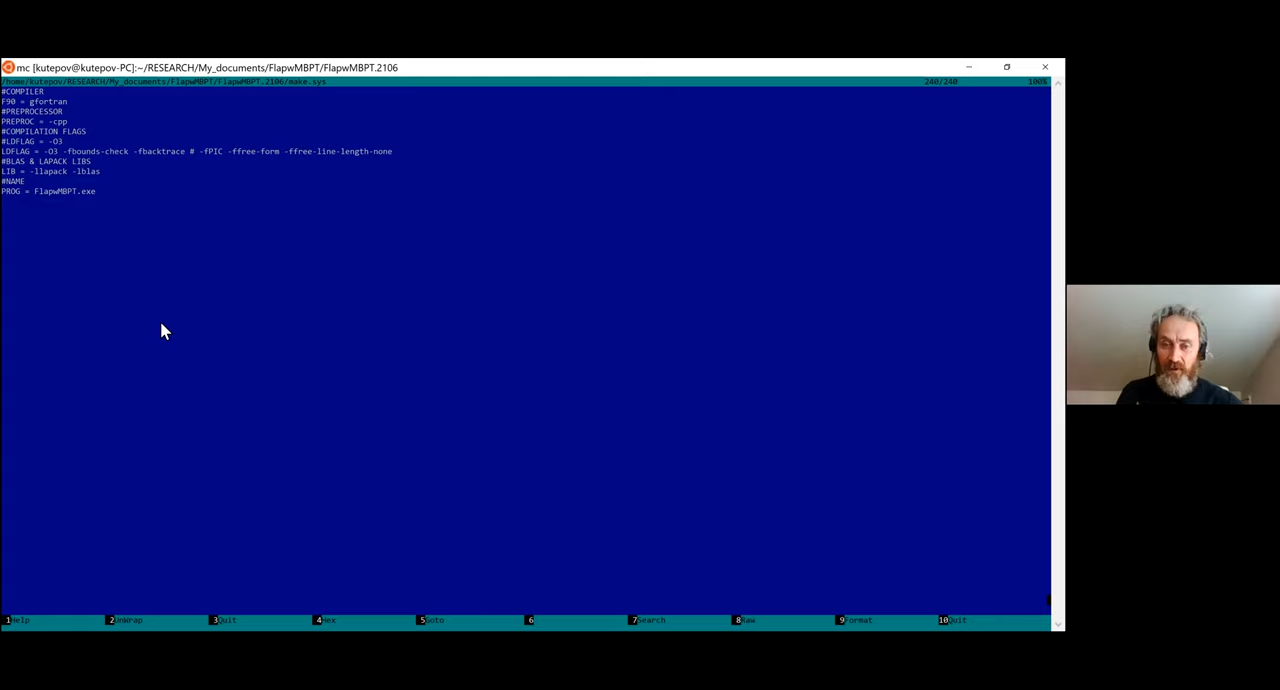 mc [kutepov@kutepov-PC]:~/RESEARCH/My_documents/FlapwMBPT/FlapwMBPT.2106
/home/kutepov/RESEARCH/My_documents/FlapwMBPT/FlapwMBPT.2106/make.sys 240/240 100%
#COMPILER
F90 = gfortran
#PREPROCESSOR
PREPROC = -cpp
#COMPILATION FLAGS
#LDFLAG = -O3
LDFLAG = -O3 -fbounds-check -fbacktrace # -fPIC -ffree-form -ffree-line-length-none
#BLAS & LAPACK LIBS
LIB = -llapack -lblas
#NAME
PROG = FlapwMBPT.exe
1Help 2UnWrap 3Quit 4Hex 5Goto 6 7Search 8Raw 9Format 10Quit